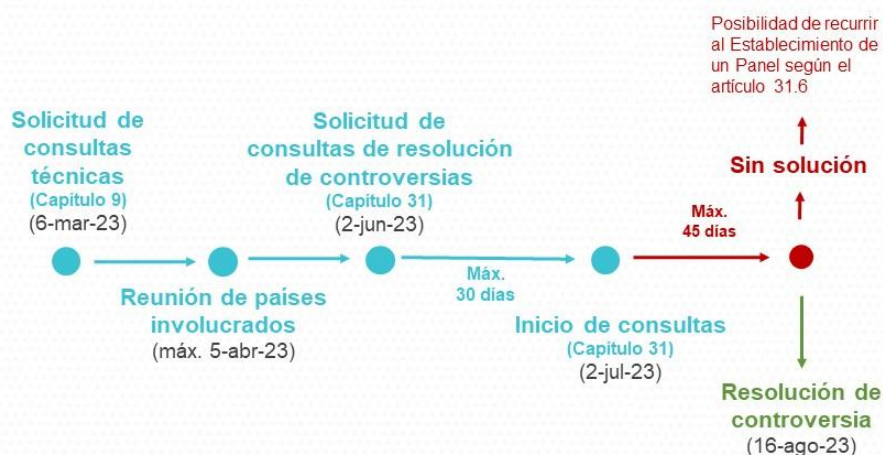 Posibilidad de recurrir
al Establecimiento de
un Panel según el
artículo 31.6
Solicitud de
consultas
técnicas
(Capítulo 9)
(6-mar-23)
Solicitud de
consultas de resolución
de controversias
(Capítulo 31)
(2-jun-23)
Sin solución
Máx.
45 días
Máx.
30 días
Reunión de países
involucrados
(máx. 5-abr-23)
Inicio de consultas
(Capítulo 31)
(2-jul-23)
Resolución de
controversia
(16-ago-23)